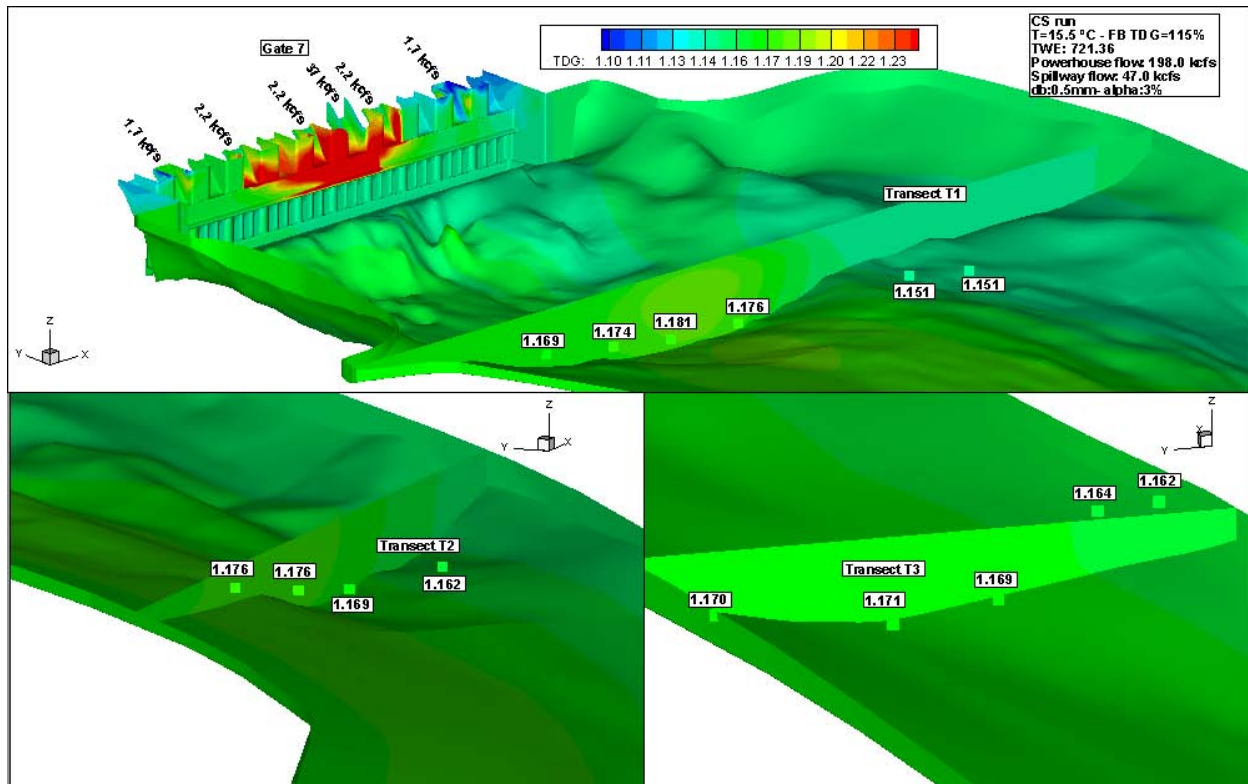 Gate 7
1.7 kcfs
2.2 kcfs
2.2 kcfs
37 kcfs
2.2 kcfs
1.7 kcfs
TDG: 1.10 1.11 1.13 1.14 1.16 1.17 1.19 1.20 1.22 1.23
CS run
T=15.5 ºC - FB TDG=115%
TWE: 721.36
Powerhouse flow: 198.0 kcfs
Spillway flow: 47.0 kcfs
db:0.5mm- alpha:3%
Transect T1
1.151
1.151
1.176
1.181
1.174
1.169
Z
Y
X
Z
Y
X
Transect T2
1.176
1.176
1.169
1.162
Z
X
Y
1.162
1.164
Transect T3
1.169
1.170
1.171